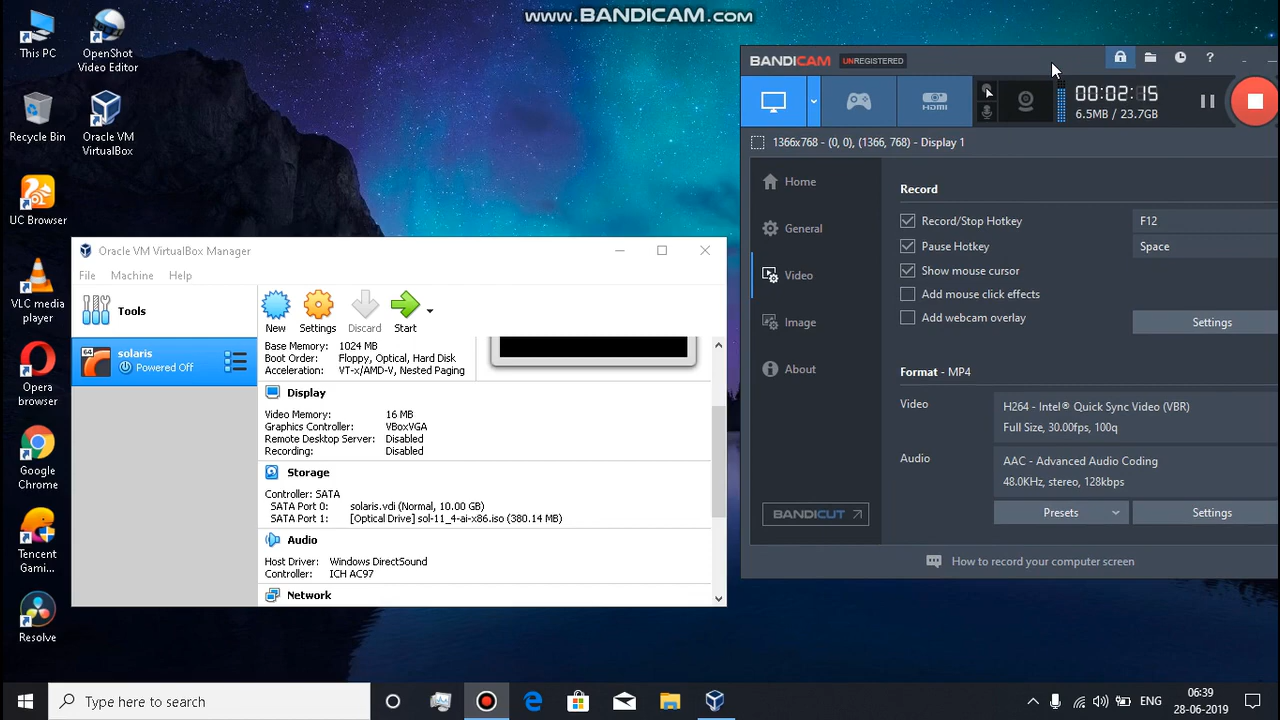 www.BANDICAM.com
This PC
OpenShot
Video Editor
Recycle Bin
Oracle VM
VirtualBox
UC Browser
VLC media
player
Opera
browser
Google
Chrome
Tencent
Gami...
Resolve
Oracle VM VirtualBox Manager
File Machine Help
Tools
New Settings Discard Start
64
solaris
Powered Off
Base Memory: 1024 MB
Boot Order: Floppy, Optical, Hard Disk
Acceleration: VT-x/AMD-V, Nested Paging
Display
Video Memory: 16 MB
Graphics Controller: VBoxVGA
Remote Desktop Server: Disabled
Recording: Disabled
Storage
Controller: SATA
SATA Port 0: solaris.vdi (Normal, 10.00 GB)
SATA Port 1: [Optical Drive] sol-11_4-ai-x86.iso (380.14 MB)
Audio
Host Driver: Windows DirectSound
Controller: ICH AC97
Network
BANDICAM UNREGISTERED
HDMI
00:02:15
6.5MB / 23.7GB
1366x768 - (0, 0), (1366, 768) - Display 1
Home
General
Video
Image
About
BANDICUT
Record
Record/Stop Hotkey F12
Pause Hotkey Space
Show mouse cursor
Add mouse click effects
Add webcam overlay Settings
Format - MP4
Video H264 - Intel® Quick Sync Video (VBR)
Full Size, 30.00fps, 100q
Audio AAC - Advanced Audio Coding
48.0KHz, stereo, 128kbps
Presets Settings
How to record your computer screen
Type here to search
ENG
06:39
28-06-2019